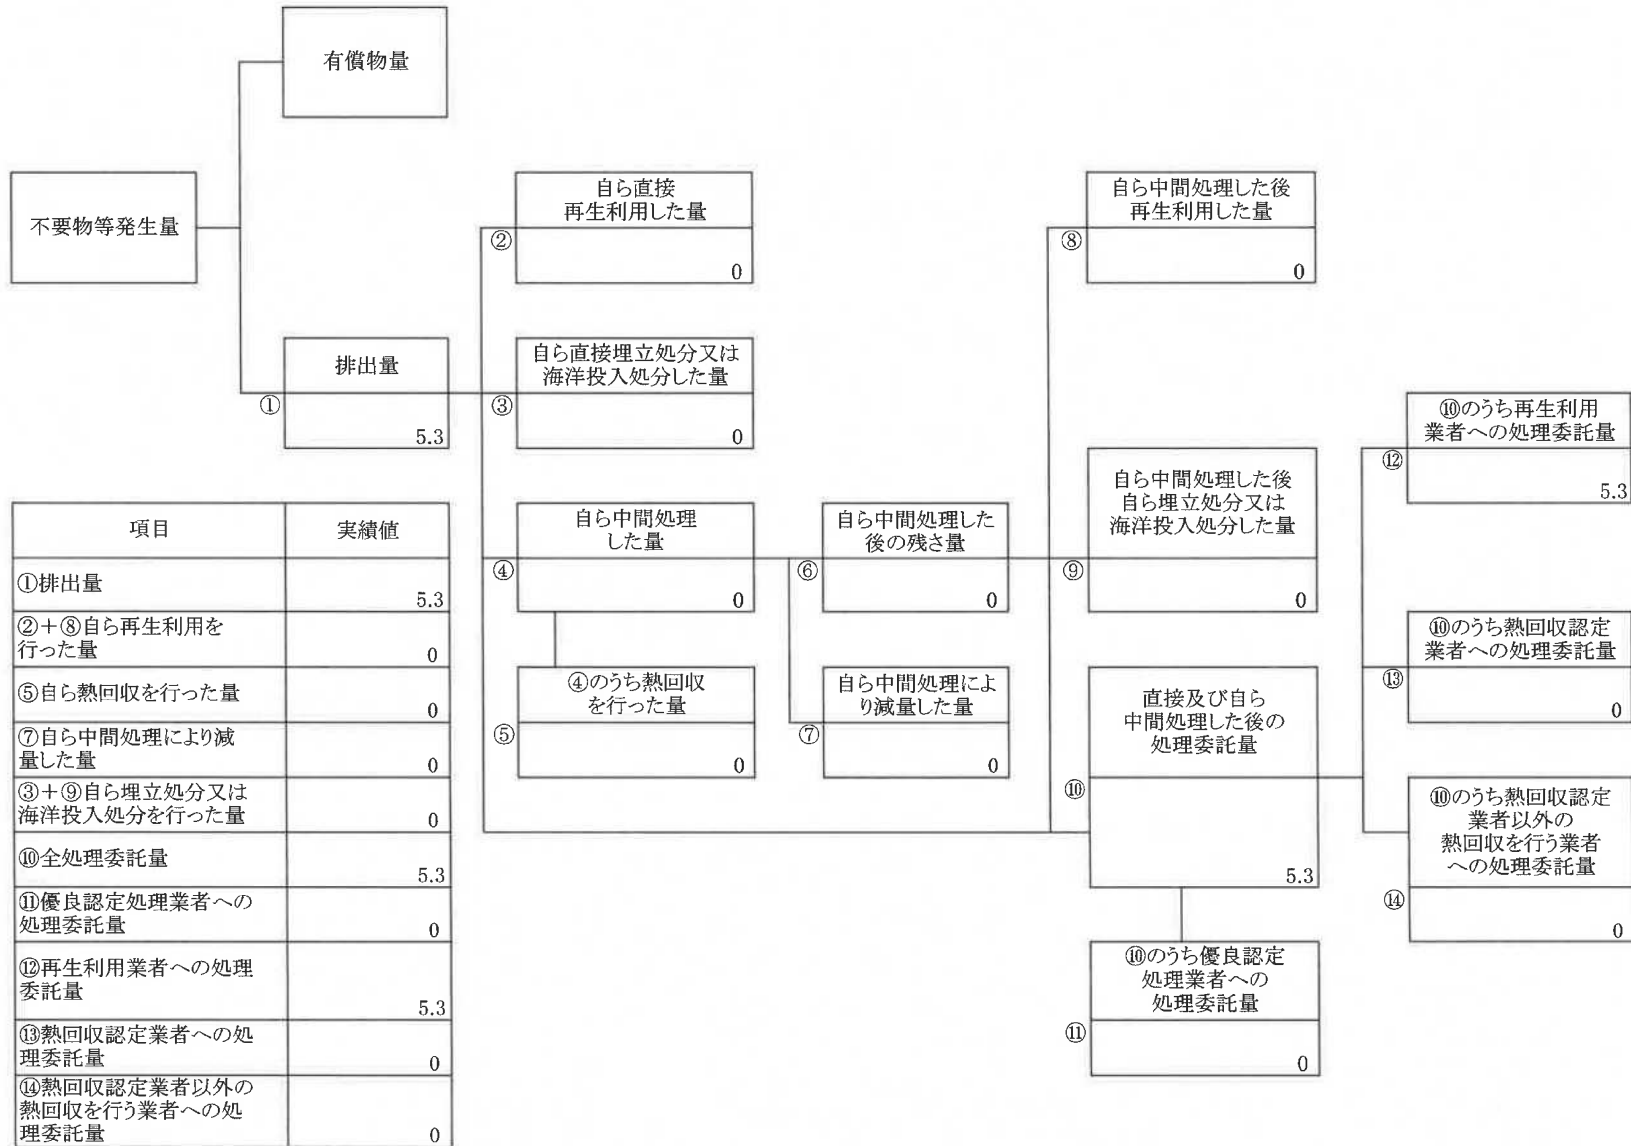 有償物量
不要物等発生量
排出量
①
5.3
自ら直接
再生利用した量
②
0
自ら直接埋立処分又は
海洋投入処分した量
③
0
自ら中間処理
した量
④
0
④のうち熱回収
を行った量
⑤
0
自ら中間処理した
後の残さ量
⑥
0
自ら中間処理によ
り減量した量
⑦
0
自ら中間処理した後
再生利用した量
⑧
0
自ら中間処理した後
自ら埋立処分又は
海洋投入処分した量
⑨
0
直接及び自ら
中間処理した後の
処理委託量
⑩
5.3
⑩のうち優良認定
処理業者への
処理委託量
⑪
0
⑩のうち再生利用
業者への処理委託量
⑫
5.3
⑩のうち熱回収認定
業者への処理委託量
⑬
0
⑩のうち熱回収認定
業者以外の
熱回収を行う業者
への処理委託量
⑭
0
項目 実績値
①排出量 5.3
②+⑧自ら再生利用を
行った量 0
⑤自ら熱回収を行った量 0
⑦自ら中間処理により減
量した量 0
③+⑨自ら埋立処分又は
海洋投入処分を行った量 0
⑩全処理委託量 5.3
⑪優良認定処理業者への
処理委託量 0
⑫再生利用業者への処理
委託量 5.3
⑬熱回収認定業者への処
理委託量 0
⑭熱回収認定業者以外の
熱回収を行う業者への処
理委託量 0